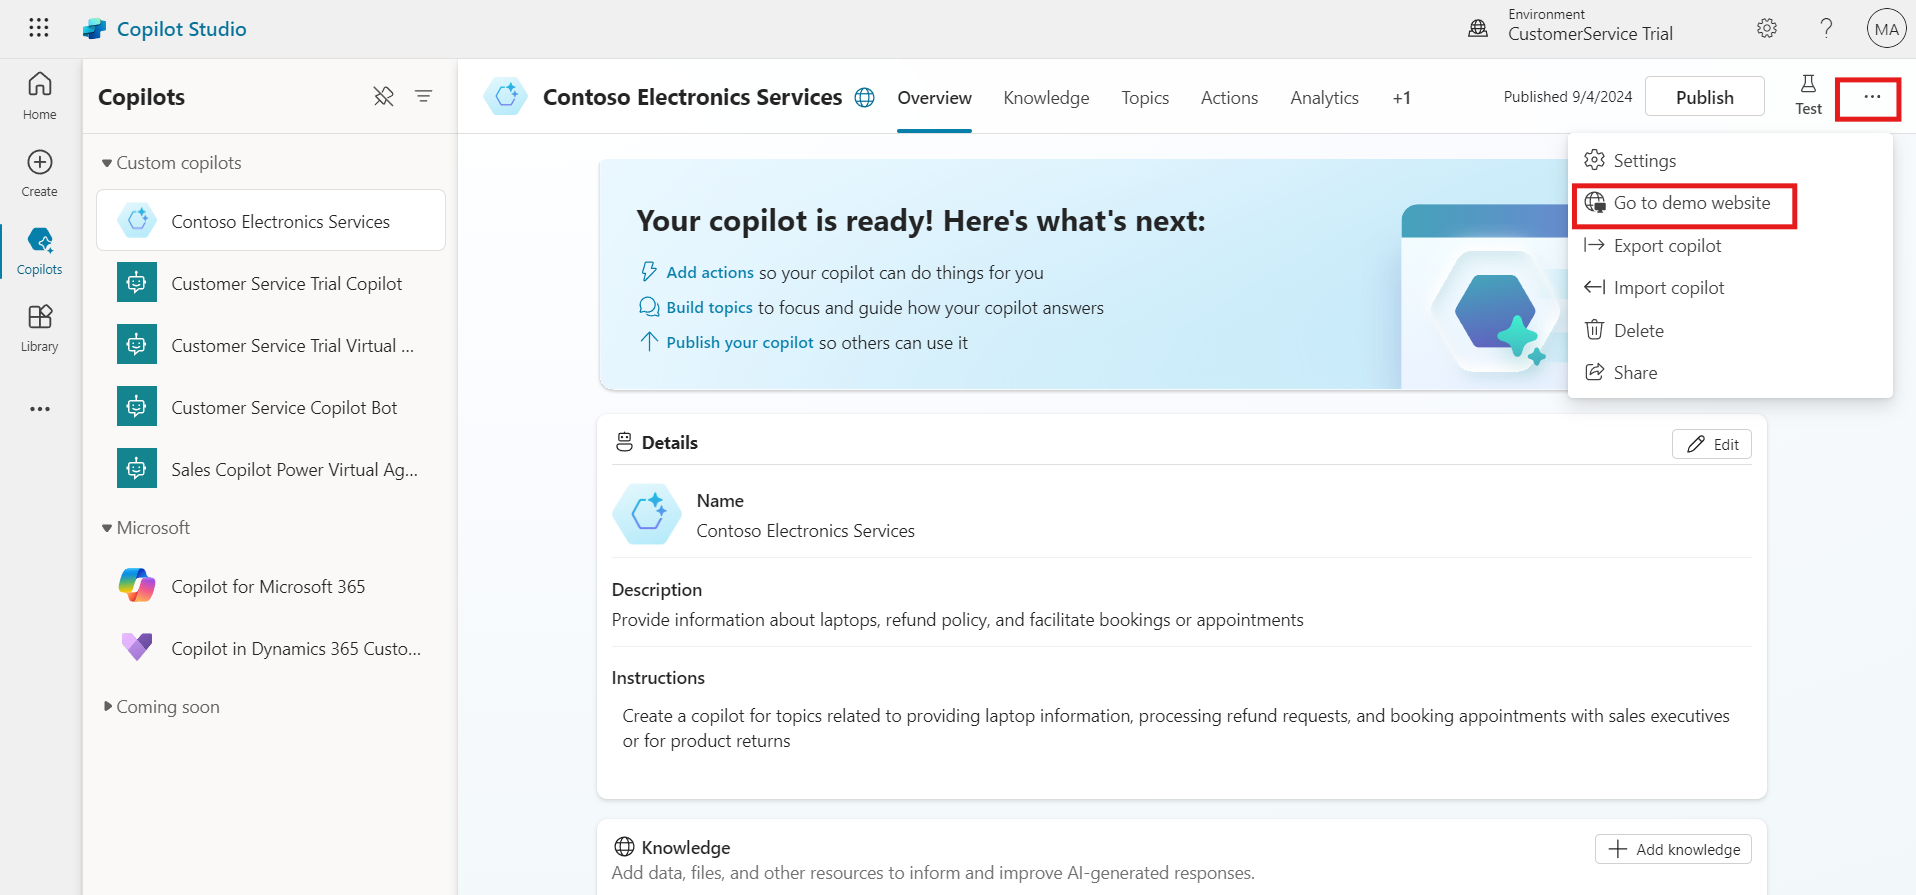 Copilot Studio
Environment
CustomerService Trial
MA
Home
Create
Copilots
Library
Copilots
Custom copilots
Contoso Electronics Services
Customer Service Trial Copilot
Customer Service Trial Virtual ...
Customer Service Copilot Bot
Sales Copilot Power Virtual Ag...
Microsoft
Copilot for Microsoft 365
Copilot in Dynamics 365 Custo...
Coming soon
Contoso Electronics Services
Overview
Knowledge
Topics
Actions
Analytics
+1
Published 9/4/2024
Publish
Test
...
Settings
Go to demo website
Export copilot
Import copilot
Delete
Share
Your copilot is ready! Here's what's next:
Add actions so your copilot can do things for you
Build topics to focus and guide how your copilot answers
Publish your copilot so others can use it
Details
Edit
Name
Contoso Electronics Services
Description
Provide information about laptops, refund policy, and facilitate bookings or appointments
Instructions
Create a copilot for topics related to providing laptop information, processing refund requests, and booking appointments with sales executives
or for product returns
Knowledge
Add knowledge
Add data, files, and other resources to inform and improve AI-generated responses.